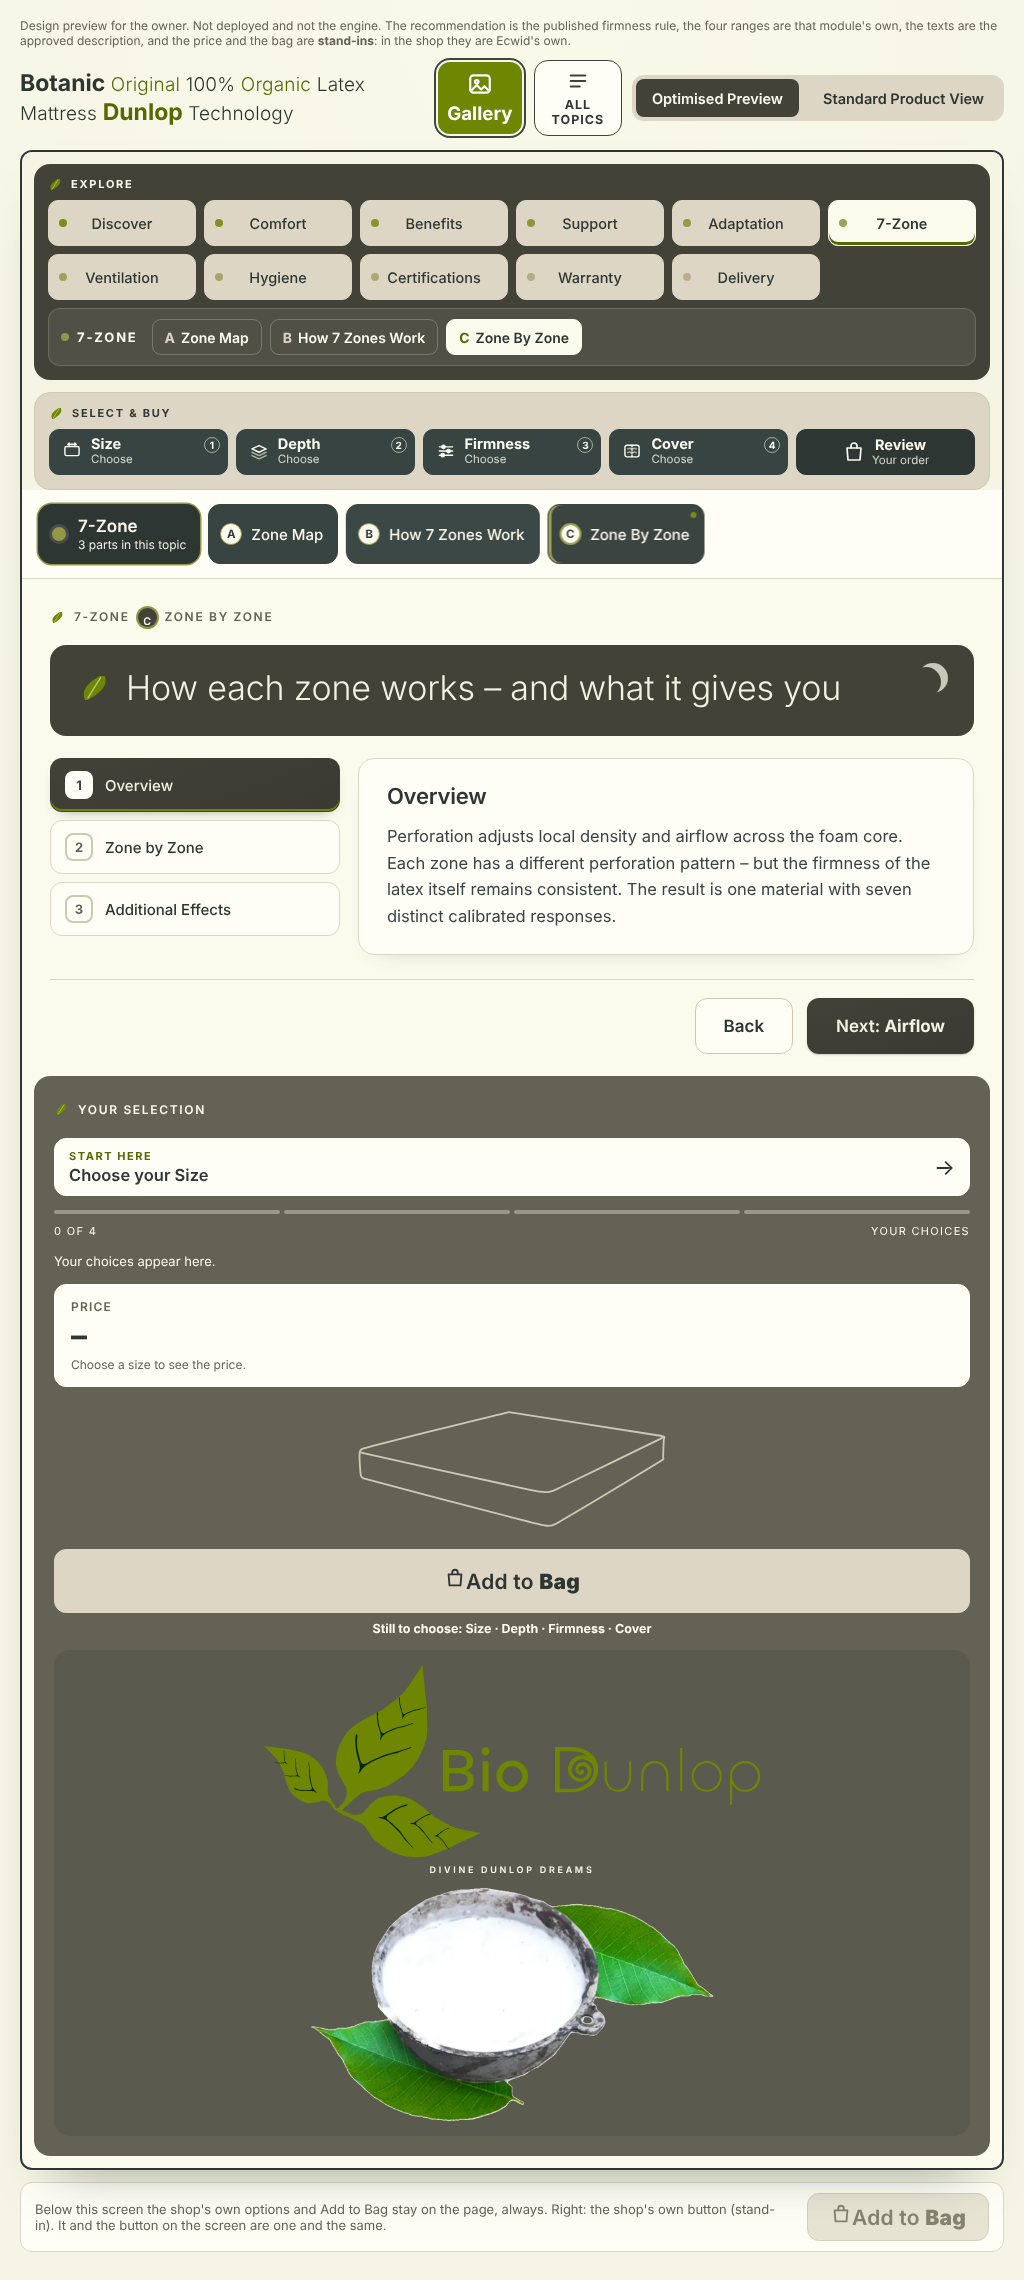 Design preview for the owner. Not deployed and not the engine. The recommendation is the published firmness rule, the four ranges are that module's own, the texts are the
approved description, and the price and the bag are stand-ins: in the shop they are Ecwid's own.
Botanic Original 100% Organic Latex
Mattress Dunlop Technology
Gallery
ALL
TOPICS
Optimised Preview
Standard Product View
EXPLORE
Discover
Comfort
Benefits
Support
Adaptation
7-Zone
Ventilation
Hygiene
Certifications
Warranty
Delivery
7-ZONE
A Zone Map
B How 7 Zones Work
C Zone By Zone
SELECT & BUY
Size
Choose
1
Depth
Choose
2
Firmness
Choose
3
Cover
Choose
4
Review
Your order
7-Zone
3 parts in this topic
A Zone Map
B How 7 Zones Work
C Zone By Zone
7-ZONE C ZONE BY ZONE
How each zone works – and what it gives you
1 Overview
2 Zone by Zone
3 Additional Effects
Overview
Perforation adjusts local density and airflow across the foam core.
Each zone has a different perforation pattern – but the firmness of the
latex itself remains consistent. The result is one material with seven
distinct calibrated responses.
Back
Next: Airflow
YOUR SELECTION
START HERE
Choose your Size
0 OF 4
YOUR CHOICES
Your choices appear here.
PRICE
–
Choose a size to see the price.
Add to Bag
Still to choose: Size · Depth · Firmness · Cover
Bio Dunlop
DIVINE DUNLOP DREAMS
Below this screen the shop's own options and Add to Bag stay on the page, always. Right: the shop's own button (stand-
in). It and the button on the screen are one and the same.
Add to Bag